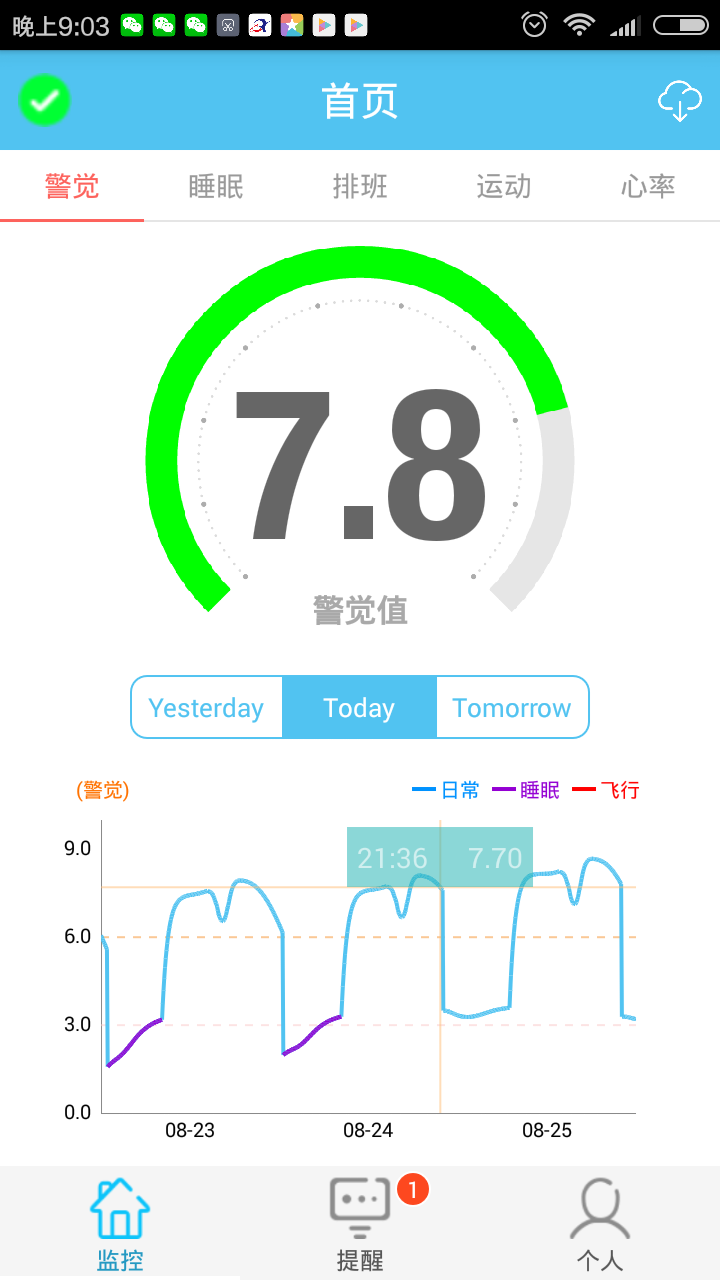 晚上9:03
首页
警觉 睡眠 排班 运动 心率
7.8
警觉值
Yesterday Today Tomorrow
(警觉) 日常 睡眠 飞行
21:36 7.70
9.0
6.0
3.0
0.0
08-23 08-24 08-25
1
监控 提醒 个人